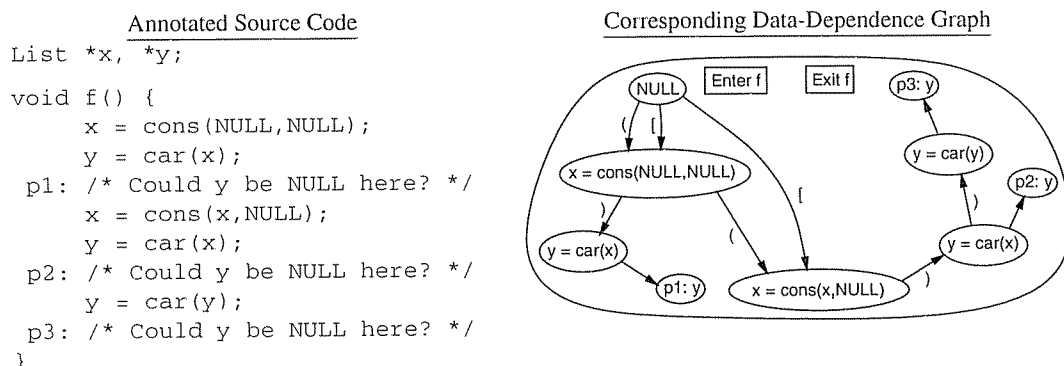 Annotated Source Code
List *x, *y;
void f() {
x = cons(NULL,NULL);
y = car(x);
p1: /* Could y be NULL here? */
x = cons(x,NULL);
y = car(x);
p2: /* Could y be NULL here? */
y = car(y);
p3: /* Could y be NULL here? */
}
Corresponding Data-Dependence Graph
NULL
Enter f
Exit f
p3: y
( [
x = cons(NULL,NULL)
y = car(y)
p2: y
)
[
)
(
y = car(x)
y = car(x)
p1: y
x = cons(x,NULL)
)